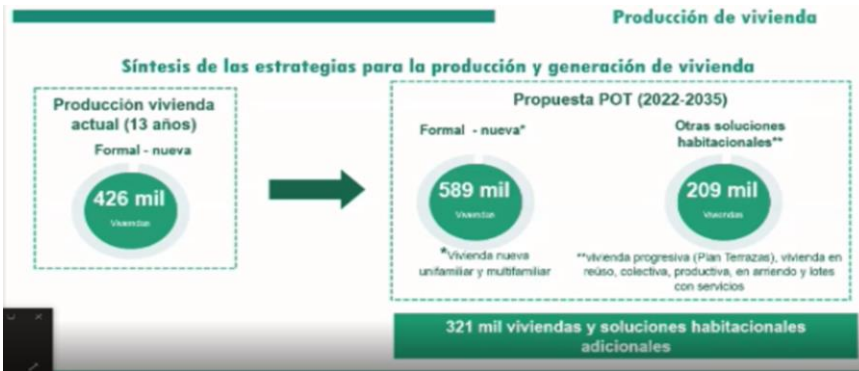 Producción de vivienda
Síntesis de las estrategias para la producción y generación de vivienda
Producción vivienda
actual (13 años)
Formal - nueva
426 mil
Viviendas
Propuesta POT (2022-2035)
Formal - nueva*
589 mil
Viviendas
*Vivienda nueva
unifamiliar y multifamiliar
Otras soluciones
habitacionales**
209 mil
Viviendas
**vivienda progresiva (Plan Terrazas), vivienda en
reúso, colectiva, productiva, en arriendo y lotes
con servicios
321 mil viviendas y soluciones habitacionales
adicionales